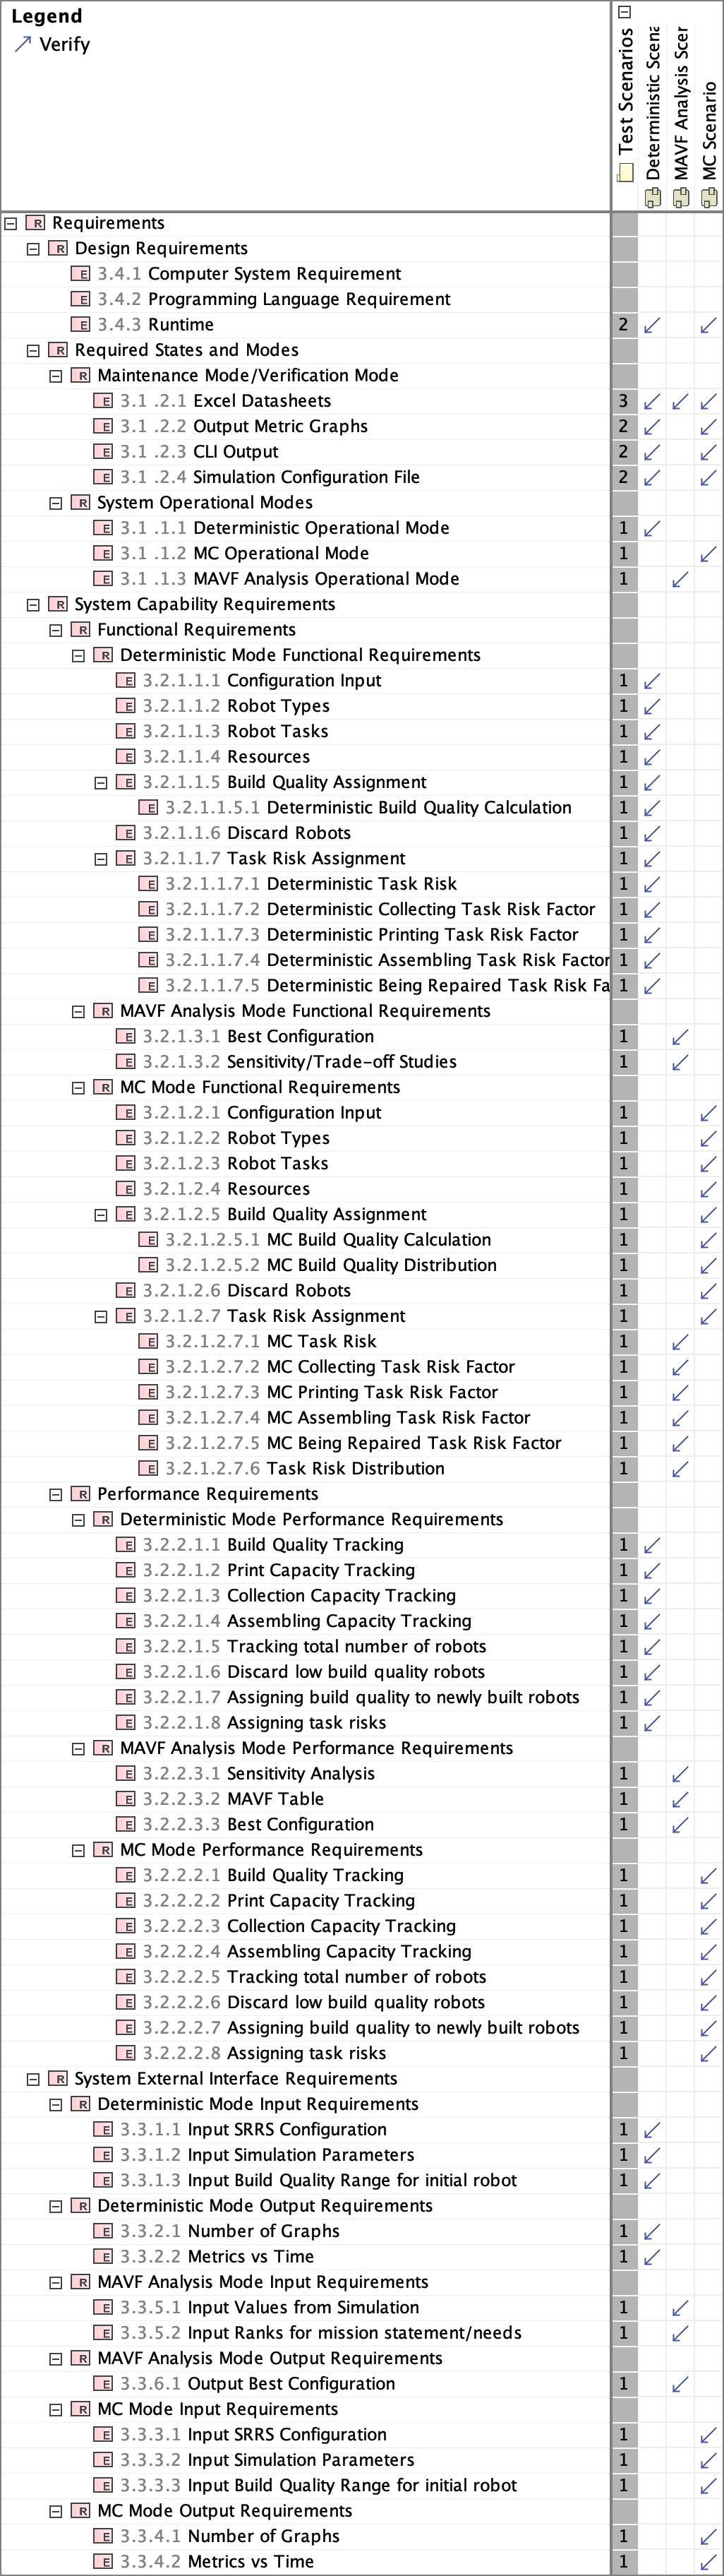 Legend
Verify
Test Scenarios
Deterministic Scena
MAVF Analysis Scer
MC Scenario
R Requirements
R Design Requirements
E 3.4.1 Computer System Requirement
E 3.4.2 Programming Language Requirement
E 3.4.3 Runtime 2
R Required States and Modes
R Maintenance Mode/Verification Mode
E 3.1 .2.1 Excel Datasheets 3
E 3.1 .2.2 Output Metric Graphs 2
E 3.1 .2.3 CLI Output 2
E 3.1 .2.4 Simulation Configuration File 2
R System Operational Modes
E 3.1 .1.1 Deterministic Operational Mode 1
E 3.1 .1.2 MC Operational Mode 1
E 3.1 .1.3 MAVF Analysis Operational Mode 1
R System Capability Requirements
R Functional Requirements
R Deterministic Mode Functional Requirements
E 3.2.1.1.1 Configuration Input 1
E 3.2.1.1.2 Robot Types 1
E 3.2.1.1.3 Robot Tasks 1
E 3.2.1.1.4 Resources 1
E 3.2.1.1.5 Build Quality Assignment 1
E 3.2.1.1.5.1 Deterministic Build Quality Calculation 1
E 3.2.1.1.6 Discard Robots 1
E 3.2.1.1.7 Task Risk Assignment 1
E 3.2.1.1.7.1 Deterministic Task Risk 1
E 3.2.1.1.7.2 Deterministic Collecting Task Risk Factor 1
E 3.2.1.1.7.3 Deterministic Printing Task Risk Factor 1
E 3.2.1.1.7.4 Deterministic Assembling Task Risk Factor 1
E 3.2.1.1.7.5 Deterministic Being Repaired Task Risk Fa 1
R MAVF Analysis Mode Functional Requirements
E 3.2.1.3.1 Best Configuration 1
E 3.2.1.3.2 Sensitivity/Trade-off Studies 1
R MC Mode Functional Requirements
E 3.2.1.2.1 Configuration Input 1
E 3.2.1.2.2 Robot Types 1
E 3.2.1.2.3 Robot Tasks 1
E 3.2.1.2.4 Resources 1
E 3.2.1.2.5 Build Quality Assignment 1
E 3.2.1.2.5.1 MC Build Quality Calculation 1
E 3.2.1.2.5.2 MC Build Quality Distribution 1
E 3.2.1.2.6 Discard Robots 1
E 3.2.1.2.7 Task Risk Assignment 1
E 3.2.1.2.7.1 MC Task Risk 1
E 3.2.1.2.7.2 MC Collecting Task Risk Factor 1
E 3.2.1.2.7.3 MC Printing Task Risk Factor 1
E 3.2.1.2.7.4 MC Assembling Task Risk Factor 1
E 3.2.1.2.7.5 MC Being Repaired Task Risk Factor 1
E 3.2.1.2.7.6 Task Risk Distribution 1
R Performance Requirements
R Deterministic Mode Performance Requirements
E 3.2.2.1.1 Build Quality Tracking 1
E 3.2.2.1.2 Print Capacity Tracking 1
E 3.2.2.1.3 Collection Capacity Tracking 1
E 3.2.2.1.4 Assembling Capacity Tracking 1
E 3.2.2.1.5 Tracking total number of robots 1
E 3.2.2.1.6 Discard low build quality robots 1
E 3.2.2.1.7 Assigning build quality to newly built robots 1
E 3.2.2.1.8 Assigning task risks 1
R MAVF Analysis Mode Performance Requirements
E 3.2.2.3.1 Sensitivity Analysis 1
E 3.2.2.3.2 MAVF Table 1
E 3.2.2.3.3 Best Configuration 1
R MC Mode Performance Requirements
E 3.2.2.2.1 Build Quality Tracking 1
E 3.2.2.2.2 Print Capacity Tracking 1
E 3.2.2.2.3 Collection Capacity Tracking 1
E 3.2.2.2.4 Assembling Capacity Tracking 1
E 3.2.2.2.5 Tracking total number of robots 1
E 3.2.2.2.6 Discard low build quality robots 1
E 3.2.2.2.7 Assigning build quality to newly built robots 1
E 3.2.2.2.8 Assigning task risks 1
R System External Interface Requirements
R Deterministic Mode Input Requirements
E 3.3.1.1 Input SRRS Configuration 1
E 3.3.1.2 Input Simulation Parameters 1
E 3.3.1.3 Input Build Quality Range for initial robot 1
R Deterministic Mode Output Requirements
E 3.3.2.1 Number of Graphs 1
E 3.3.2.2 Metrics vs Time 1
R MAVF Analysis Mode Input Requirements
E 3.3.5.1 Input Values from Simulation 1
E 3.3.5.2 Input Ranks for mission statement/needs 1
R MAVF Analysis Mode Output Requirements
E 3.3.6.1 Output Best Configuration 1
R MC Mode Input Requirements
E 3.3.3.1 Input SRRS Configuration 1
E 3.3.3.2 Input Simulation Parameters 1
E 3.3.3.3 Input Build Quality Range for initial robot 1
R MC Mode Output Requirements
E 3.3.4.1 Number of Graphs 1
E 3.3.4.2 Metrics vs Time 1